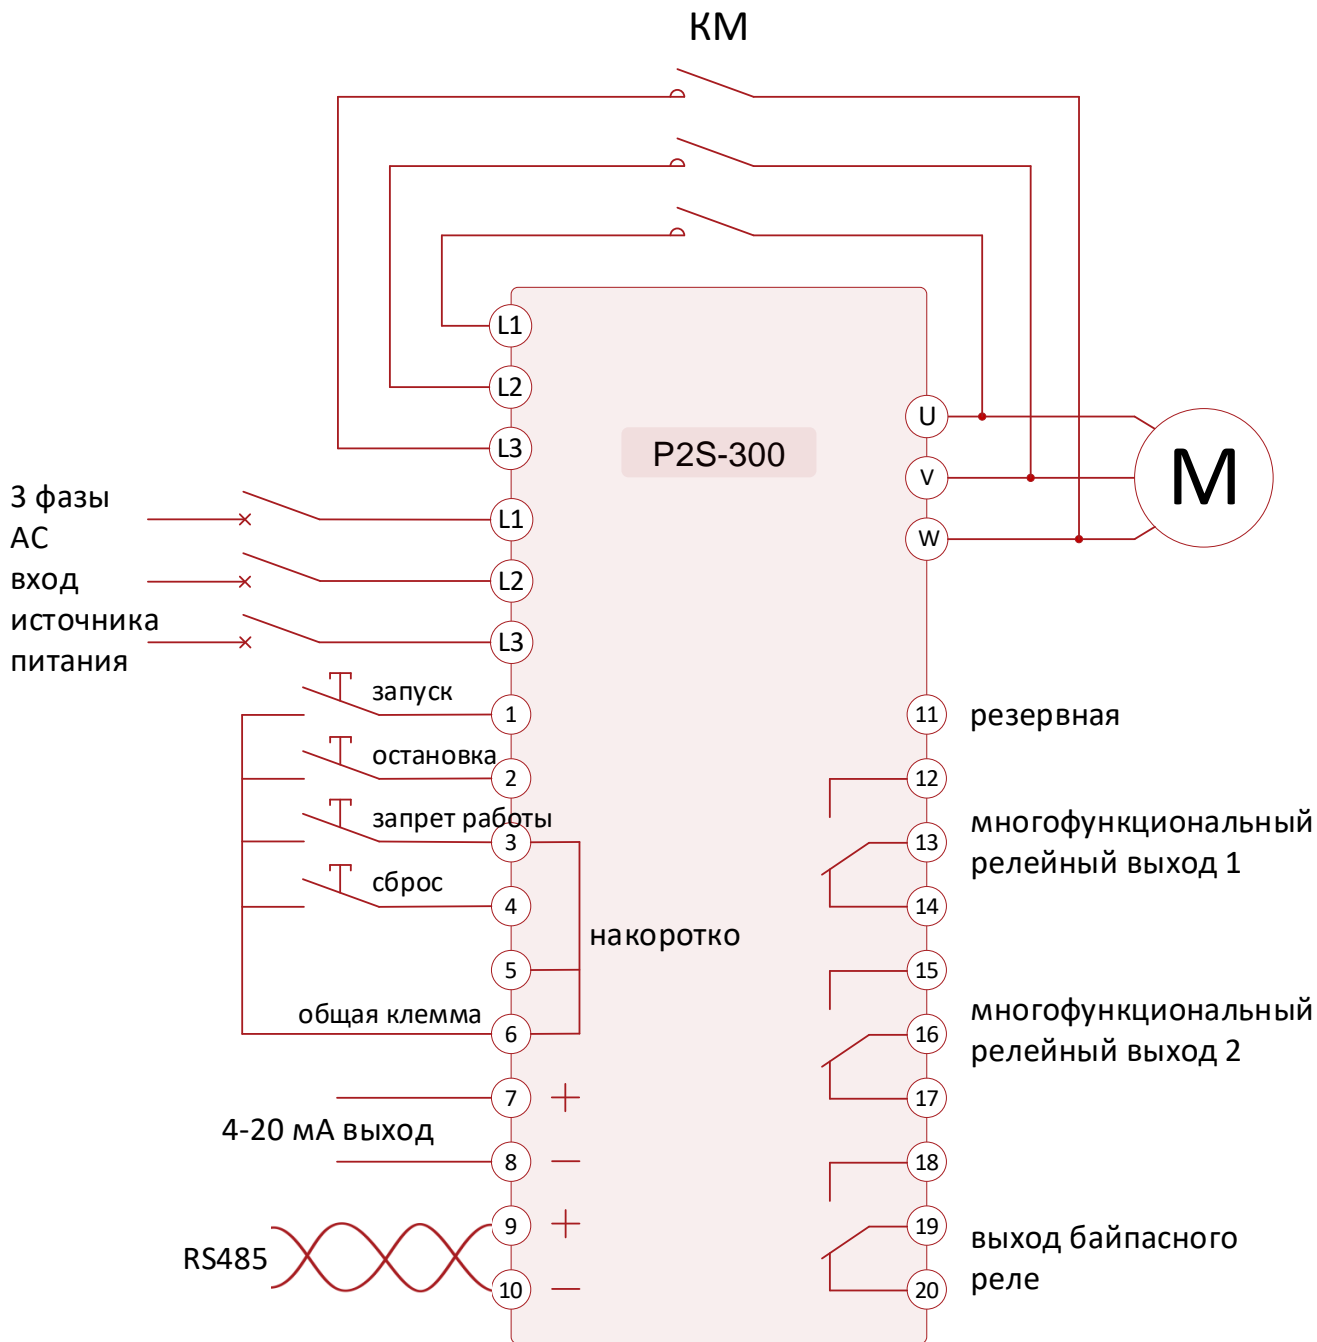 КМ
L1
L2
L3
P2S-300
U
V
W
M
3 фазы
АС
вход
источника
питания
L1
L2
L3
запуск
1
остановка
2
запрет работы
3
сброс
4
накоротко
5
общая клемма
6
7
+
4-20 мА выход
8
−
RS485
9
+
10
−
11
резервная
12
13
14
многофункциональный
релейный выход 1
15
16
17
многофункциональный
релейный выход 2
18
19
20
выход байпасного
реле